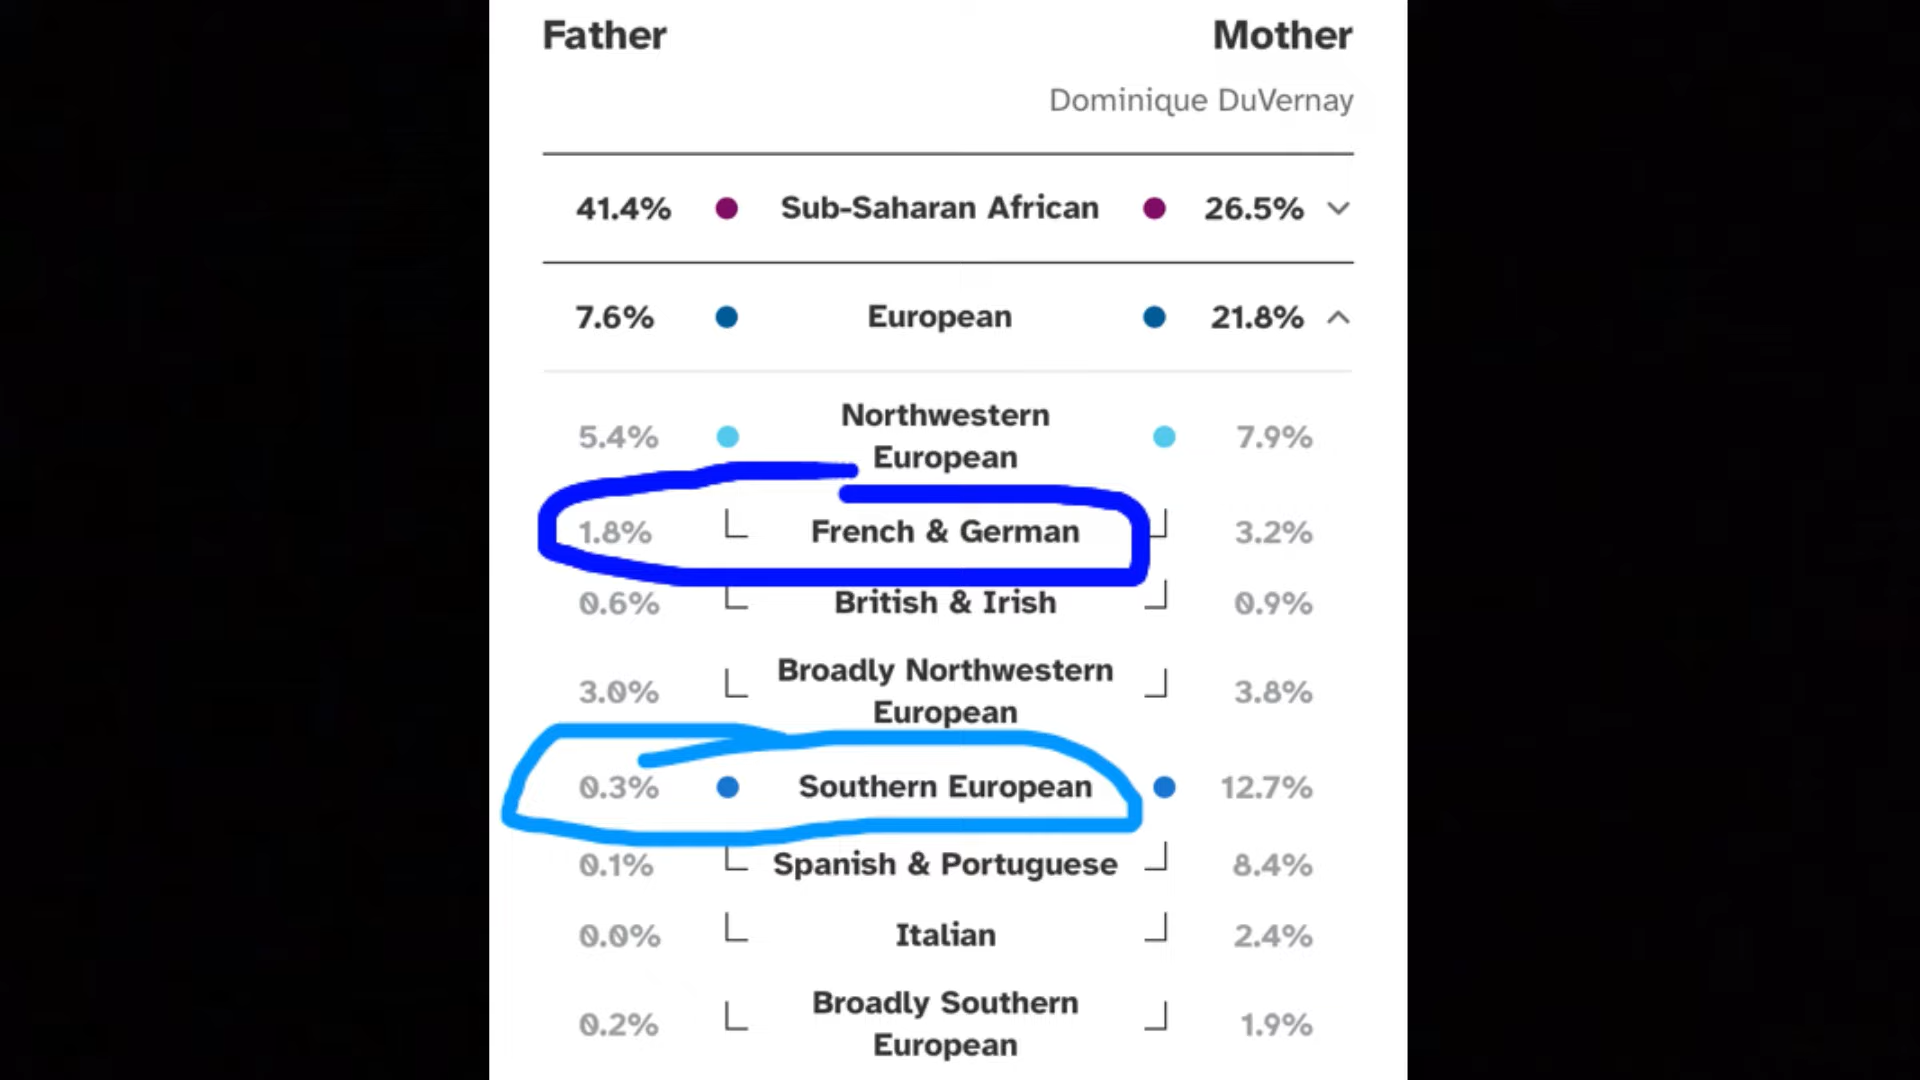 Father Mother
Dominique DuVernay
41.4% Sub-Saharan African 26.5%
7.6% European 21.8%
Northwestern
5.4% 7.9%
European
1.8% French & German 3.2%
0.6% British & Irish 0.9%
Broadly Northwestern
3.0% 3.8%
European
0.3% Southern European 12.7%
0.1% Spanish & Portuguese 8.4%
0.0% Italian 2.4%
Broadly Southern
0.2% 1.9%
European